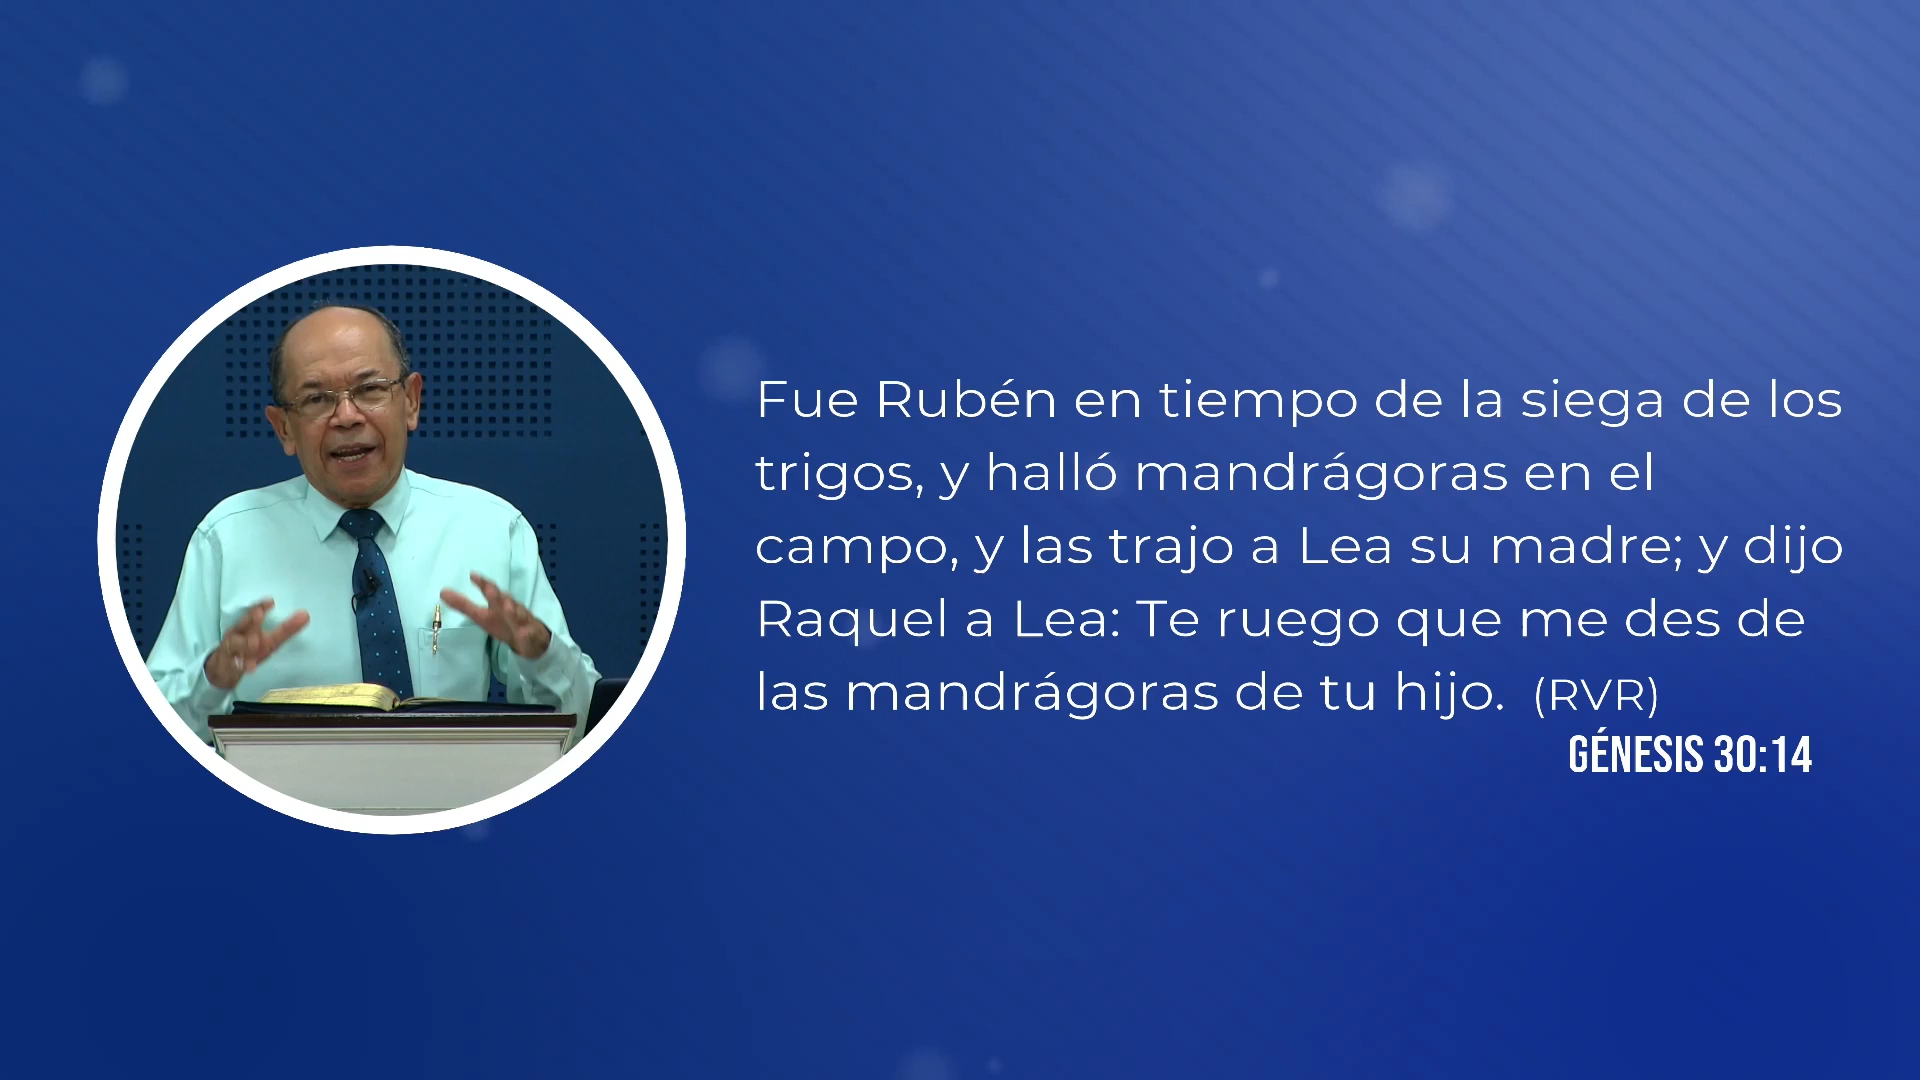 Fue Rubén en tiempo de la siega de los
trigos, y halló mandrágoras en el
campo, y las trajo a Lea su madre; y dijo
Raquel a Lea: Te ruego que me des de
las mandrágoras de tu hijo. (RVR)
GÉNESIS 30:14